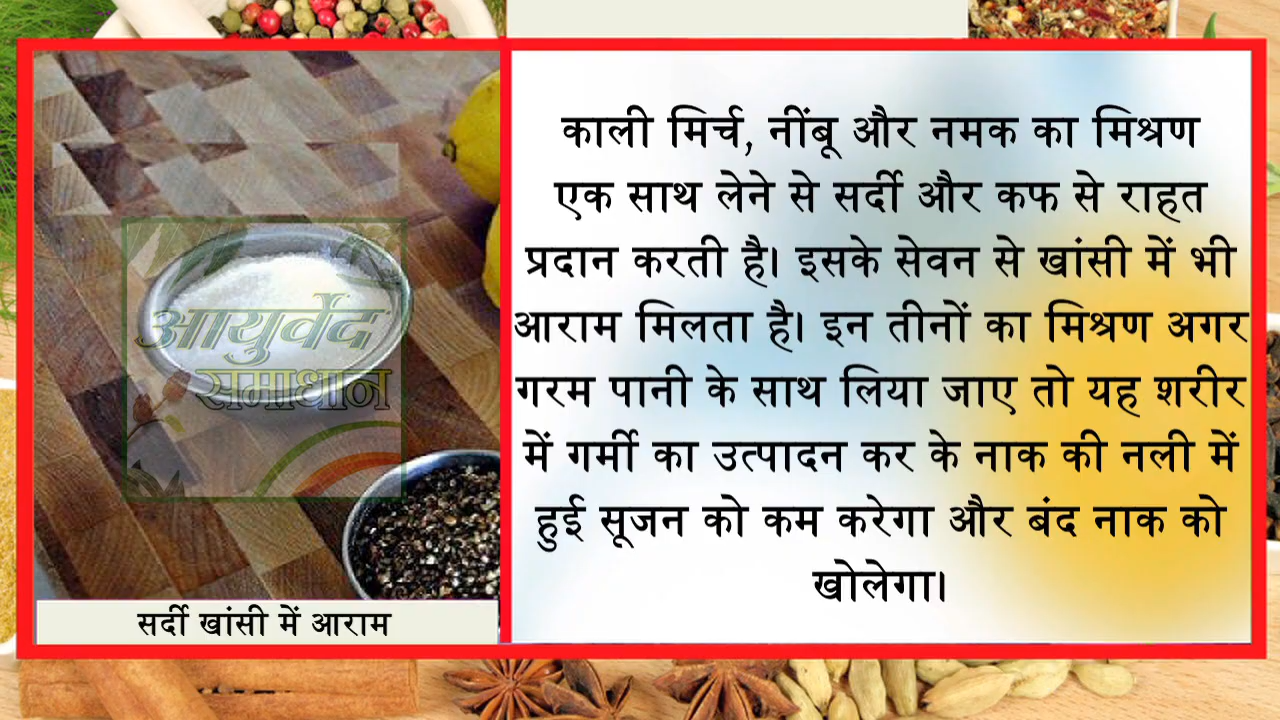 काली मिर्च, नींबू और नमक का मिश्रण
एक साथ लेने से सर्दी और कफ से राहत
प्रदान करती है। इसके सेवन से खांसी में भी
आराम मिलता है। इन तीनों का मिश्रण अगर
गरम पानी के साथ लिया जाए तो यह शरीर
में गर्मी का उत्पादन कर के नाक की नली में
हुई सूजन को कम करेगा और बंद नाक को
खोलेगा।
आयुर्वेद
समाधान
सर्दी खांसी में आराम